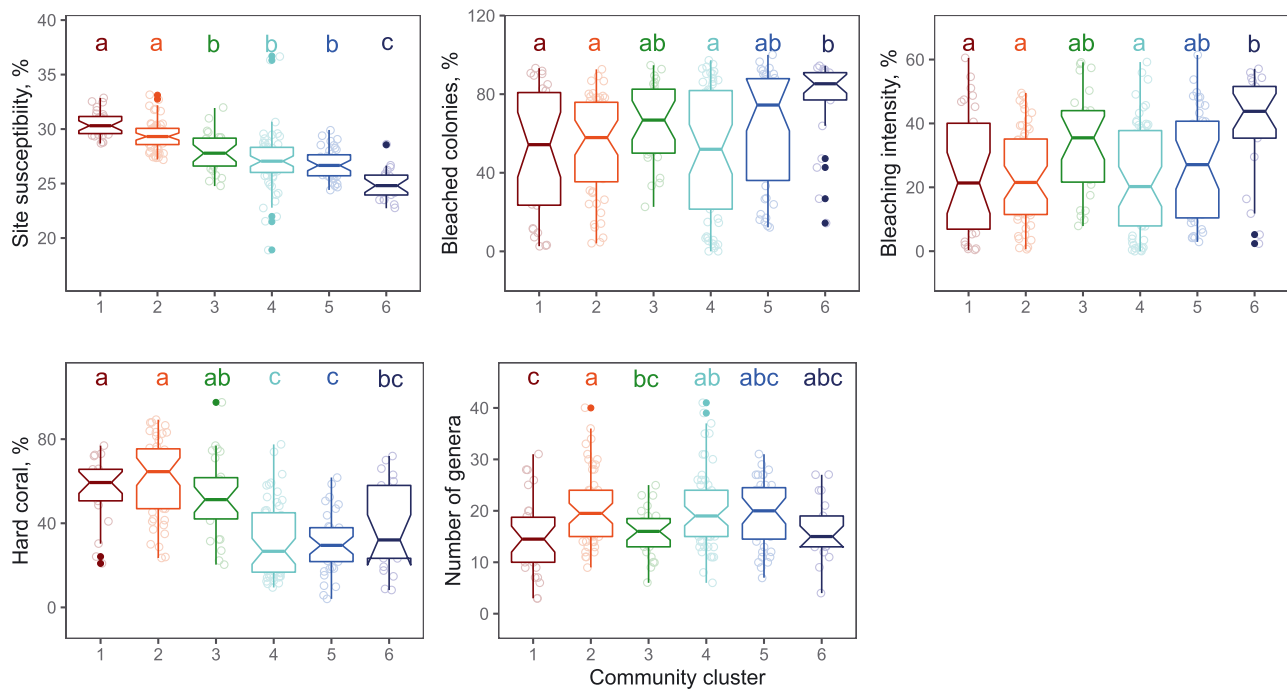 Site susceptibility, %
40
35
30
25
20
a a b b b c
1 2 3 4 5 6
Bleached colonies, %
120
80
40
0
a a ab a ab b
1 2 3 4 5 6
Bleaching intensity, %
60
40
20
0
a a ab a ab b
1 2 3 4 5 6
Hard coral, %
80
40
0
a a ab c c bc
1 2 3 4 5 6
Number of genera
40
30
20
10
0
c a bc ab abc abc
1 2 3 4 5 6
Community cluster